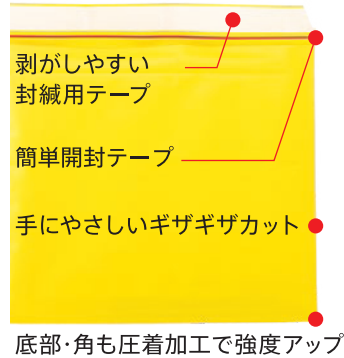 剥がしやすい
封緘用テープ
簡単開封テープ
手にやさしいギザギザカット
底部・角も圧着加工で強度アップ